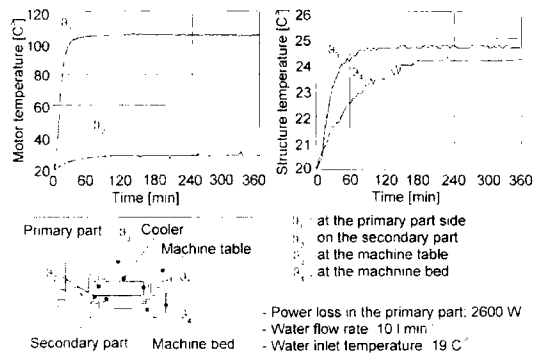 Motor temperature [C°]
120
100
80
60
40
20
0 60 120 180 240 300 360
Time [min]
Structure temperature [C°]
26
25
24
23
22
21
20
0 60 120 180 240 300 360
Time [min]
Primary part
Cooler
Machine table
Secondary part
Machine bed
at the primary part side
on the secondary part
at the machine table
at the machnine bed
- Power loss in the primary part: 2600 W
- Water flow rate 10 l min
- Water inlet temperature 19 C°